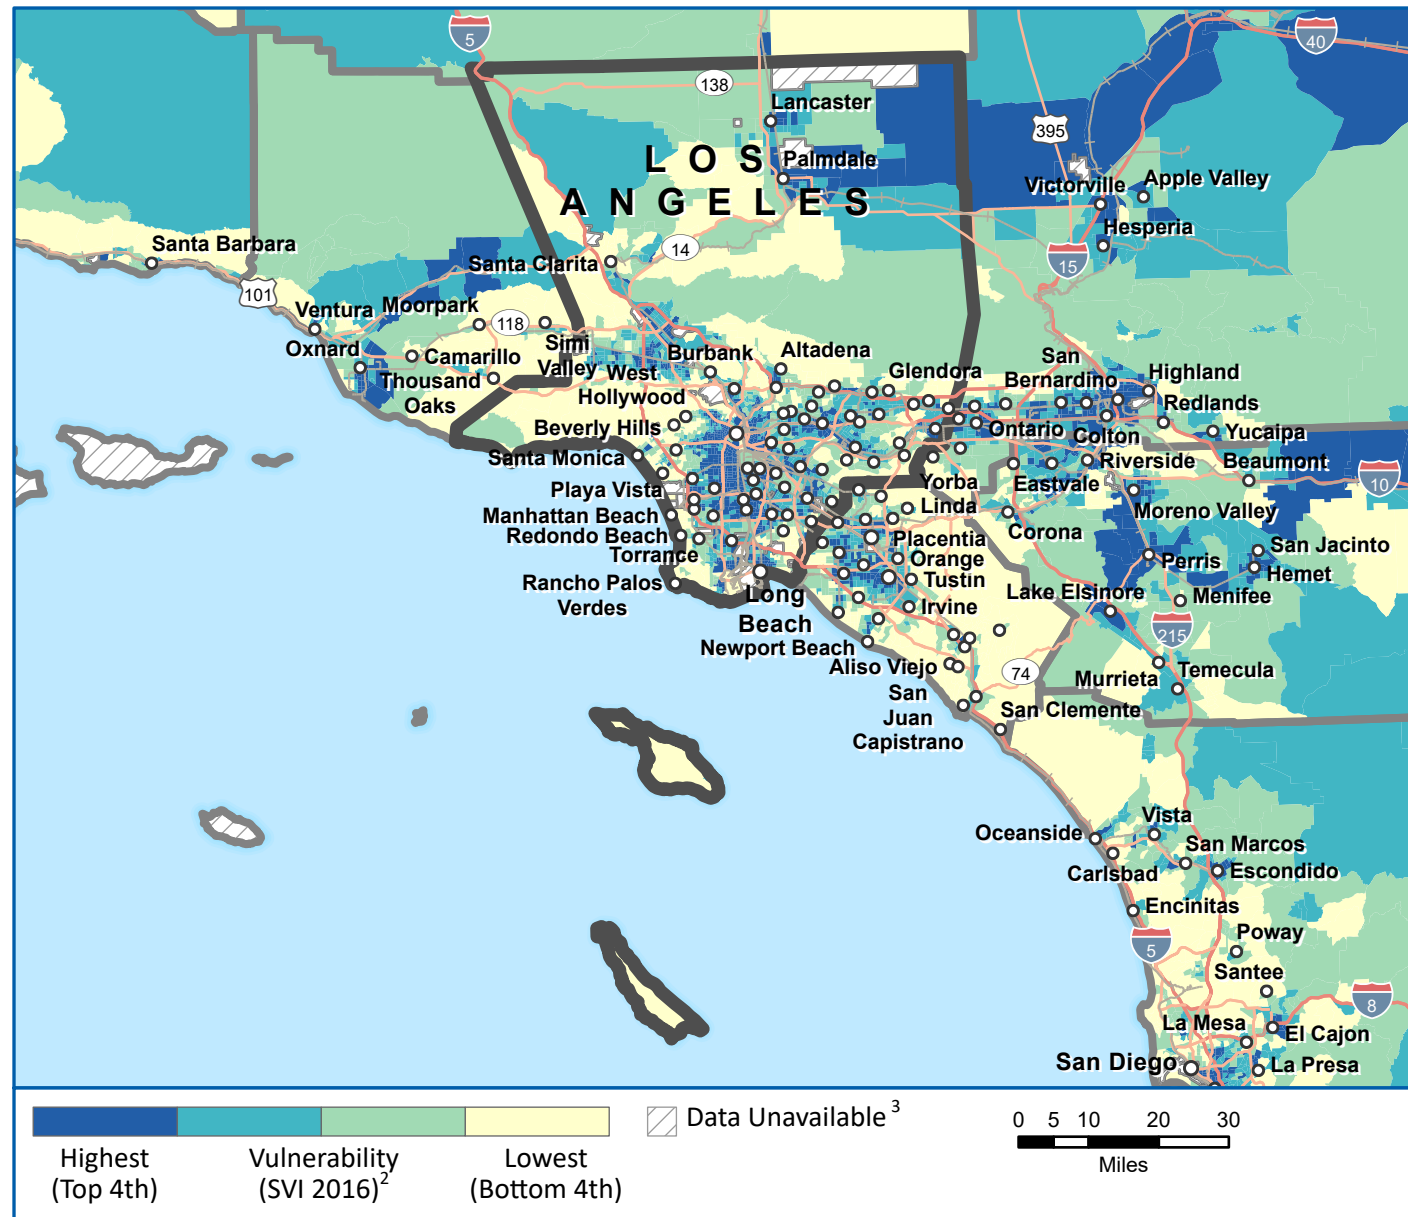 5
40
138
Lancaster
395
LOS
ANGELES
Palmdale
Victorville
Apple Valley
Hesperia
Santa Barbara
14
15
Santa Clarita
101
Ventura
Moorpark
118
Oxnard
Simi
Valley
Camarillo
Thousand
Oaks
West
Hollywood
Burbank
Altadena
Glendora
San
Bernardino
Highland
Redlands
Beverly Hills
Ontario
Colton
Yucaipa
Santa Monica
Riverside
Beaumont
Eastvale
10
Playa Vista
Yorba
Linda
Moreno Valley
Manhattan Beach
Corona
Redondo Beach
Placentia
San Jacinto
Torrance
Orange
Perris
Hemet
Rancho Palos
Verdes
Tustin
Lake Elsinore
Menifee
Long
Beach
Irvine
215
Newport Beach
Aliso Viejo
74
Murrieta
Temecula
San
Juan
Capistrano
San Clemente
Oceanside
Vista
San Marcos
Carlsbad
Escondido
Encinitas
5
Poway
Santee
8
La Mesa
El Cajon
San Diego
La Presa
Highest
(Top 4th)
Vulnerability
(SVI 2016)2
Lowest
(Bottom 4th)
Data Unavailable 3
0 5 10 20 30
Miles